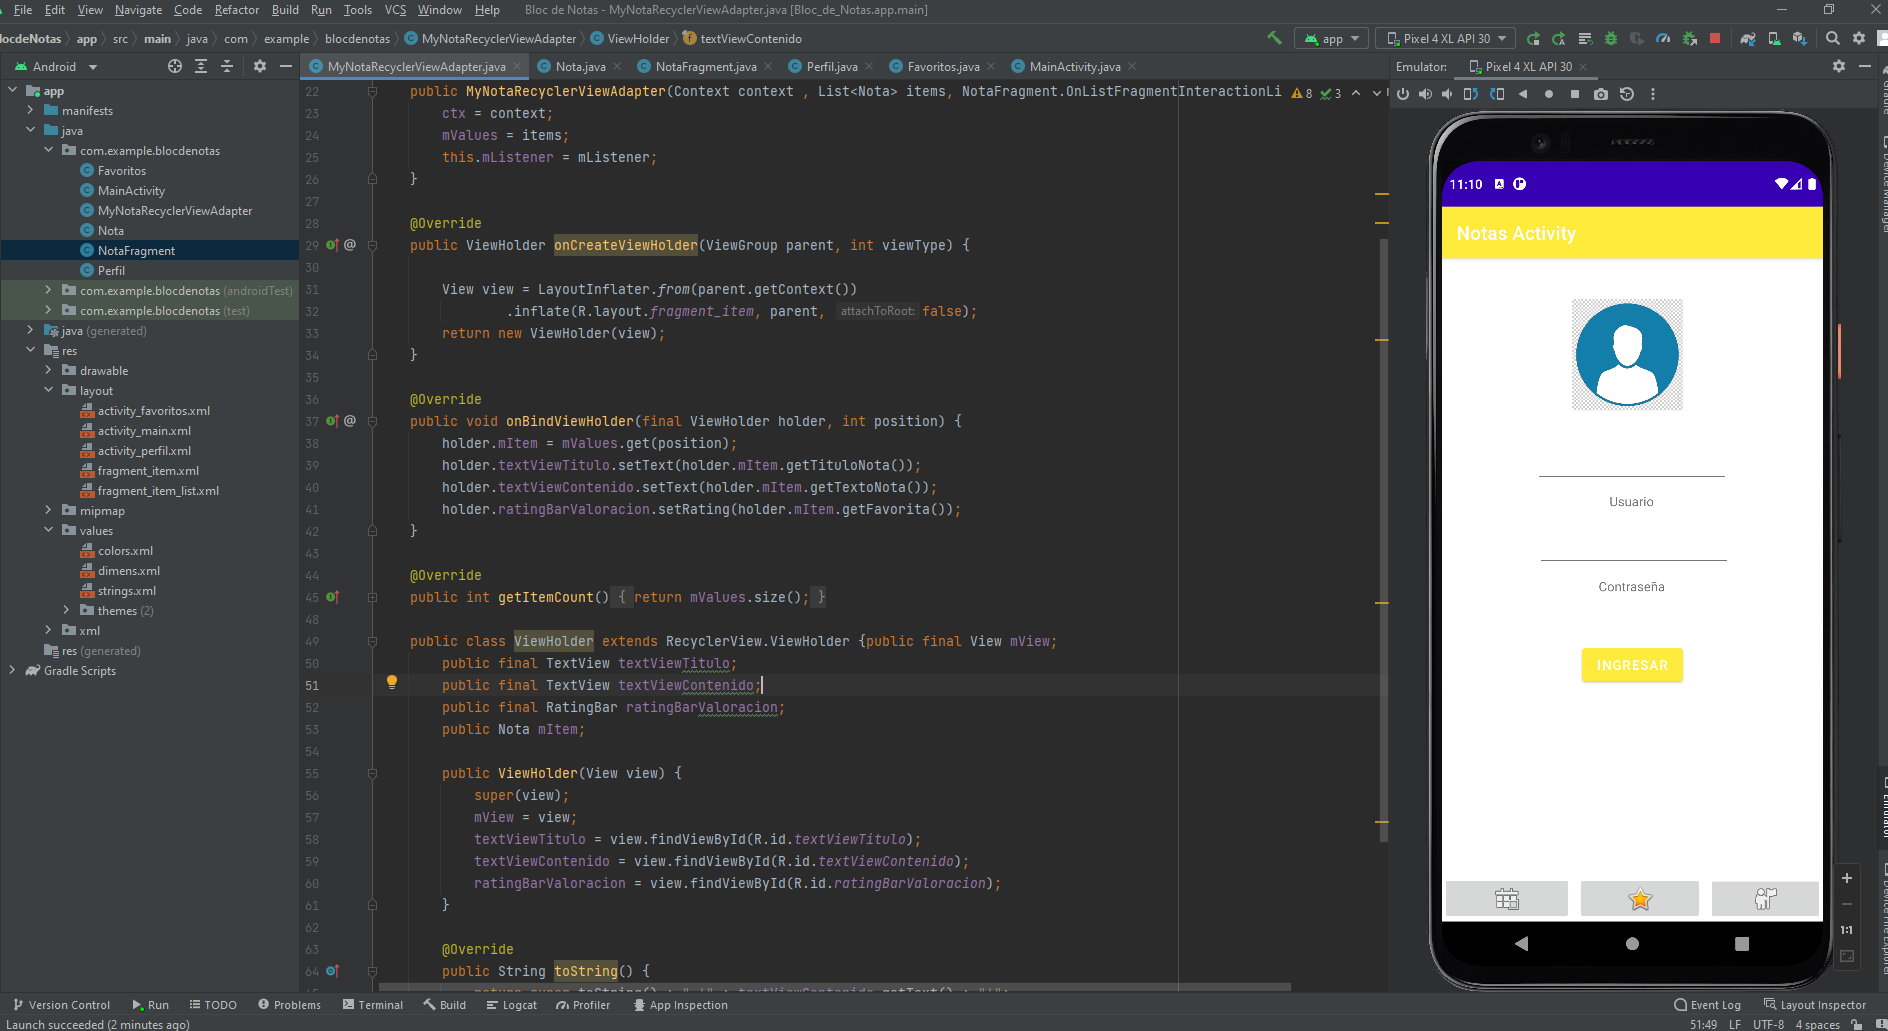 File Edit View Navigate Code Refactor Build Run Tools VCS Window Help Bloc de Notas - MyNotaRecyclerViewAdapter.java [Bloc_de_Notas.app.main]
locdeNotas app src main java com example blocdenotas MyNotaRecyclerViewAdapter ViewHolder textViewContenido app Pixel 4 XL API 30
Android
MyNotaRecyclerViewAdapter.java Nota.java NotaFragment.java Perfil.java Favoritos.java MainActivity.java
Emulator: Pixel 4 XL API 30
app
manifests
java
com.example.blocdenotas
Favoritos
MainActivity
MyNotaRecyclerViewAdapter
Nota
NotaFragment
Perfil
com.example.blocdenotas (androidTest)
com.example.blocdenotas (test)
java (generated)
res
drawable
layout
activity_favoritos.xml
activity_main.xml
activity_perfil.xml
fragment_item.xml
fragment_item_list.xml
mipmap
values
colors.xml
dimens.xml
strings.xml
themes (2)
xml
res (generated)
Gradle Scripts
22 public MyNotaRecyclerViewAdapter(Context context , List<Nota> items, NotaFragment.OnListFragmentInteractionLi 8 3
23 ctx = context;
24 mValues = items;
25 this.mListener = mListener;
26 }
27
28 @Override
29 @ public ViewHolder onCreateViewHolder(ViewGroup parent, int viewType) {
30
31 View view = LayoutInflater.from(parent.getContext())
32 .inflate(R.layout.fragment_item, parent, attachToRoot: false);
33 return new ViewHolder(view);
34 }
35
36 @Override
37 @ public void onBindViewHolder(final ViewHolder holder, int position) {
38 holder.mItem = mValues.get(position);
39 holder.textViewTitulo.setText(holder.mItem.getTituloNota());
40 holder.textViewContenido.setText(holder.mItem.getTextoNota());
41 holder.ratingBarValoracion.setRating(holder.mItem.getFavorita());
42 }
43
44 @Override
45 public int getItemCount() { return mValues.size(); }
48
49 public class ViewHolder extends RecyclerView.ViewHolder {public final View mView;
50 public final TextView textViewTitulo;
51 public final TextView textViewContenido;
52 public final RatingBar ratingBarValoracion;
53 public Nota mItem;
54
55 public ViewHolder(View view) {
56 super(view);
57 mView = view;
58 textViewTitulo = view.findViewById(R.id.textViewTitulo);
59 textViewContenido = view.findViewById(R.id.textViewContenido);
60 ratingBarValoracion = view.findViewById(R.id.ratingBarValoracion);
61 }
62
63 @Override
64 public String toString() {
11:10
Notas Activity
Usuario
Contraseña
INGRESAR
1:1
Version Control Run TODO Problems Terminal Build Logcat Profiler App Inspection Event Log Layout Inspector
Launch succeeded (2 minutes ago) 51:49 LF UTF-8 4 spaces